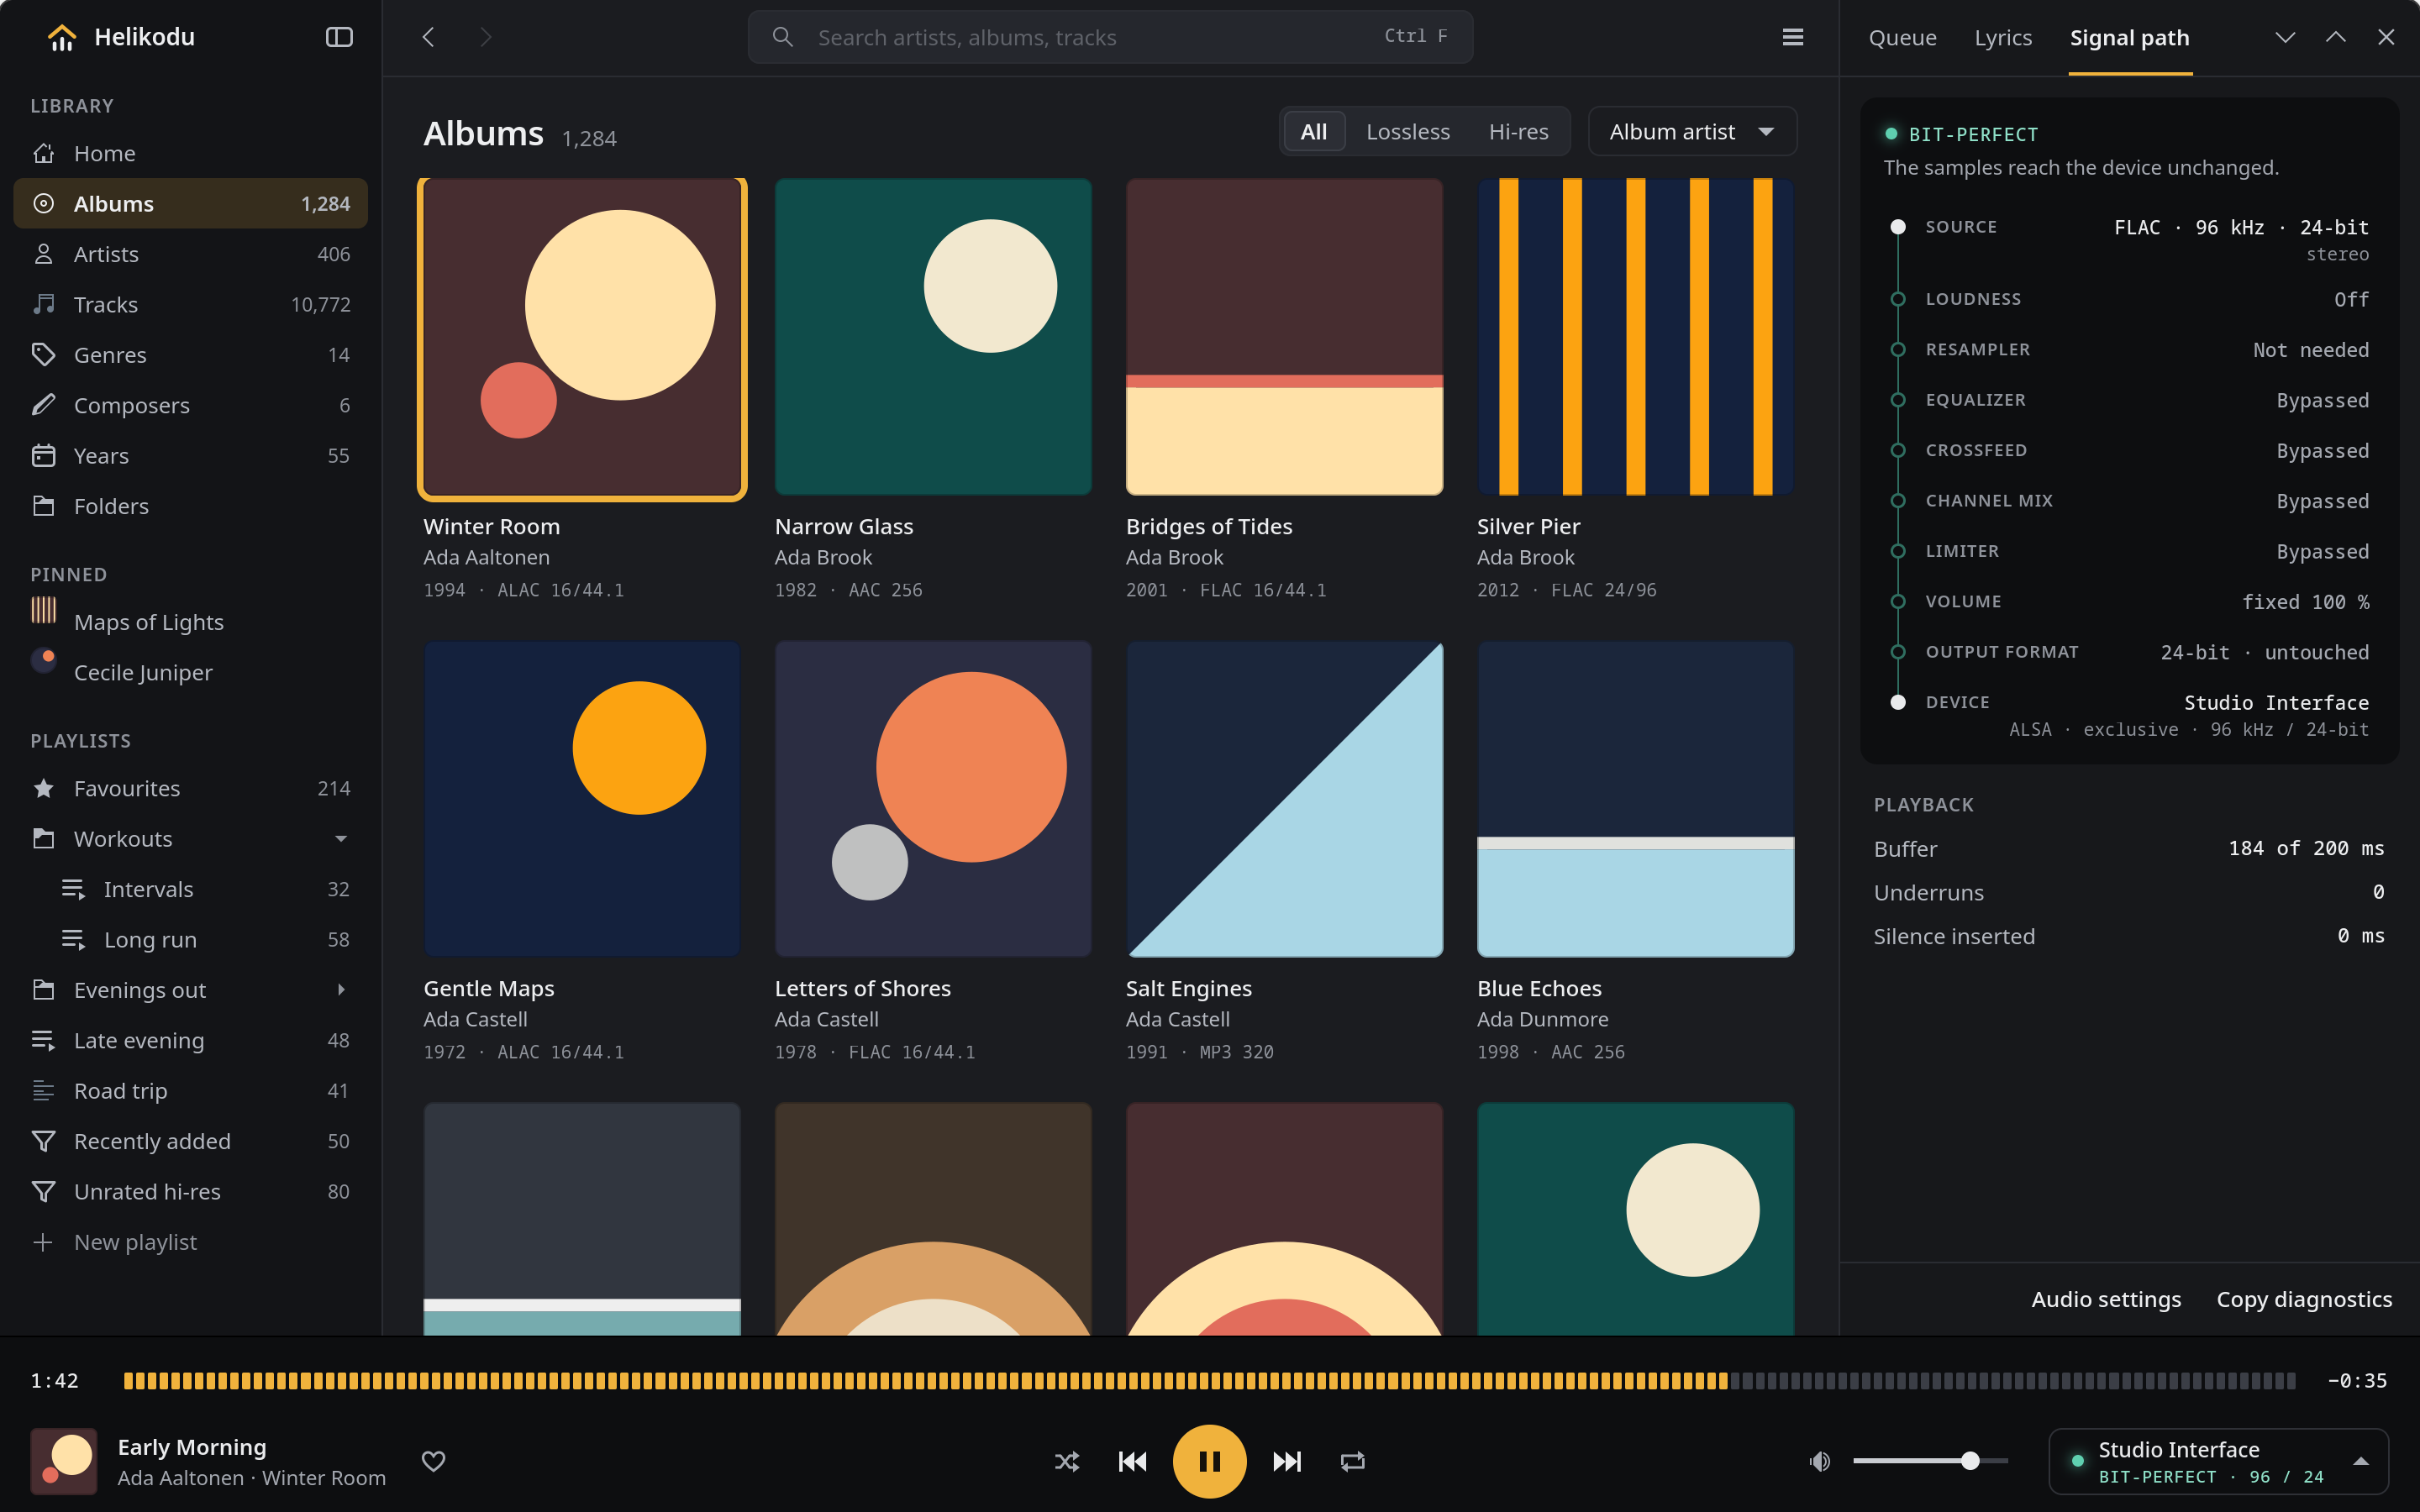 Helikodu
LIBRARY
Home
Albums 1,284
Artists 406
Tracks 10,772
Genres 14
Composers 6
Years 55
Folders
PINNED
Maps of Lights
Cecile Juniper
PLAYLISTS
Favourites 214
Workouts
Intervals 32
Long run 58
Evenings out
Late evening 48
Road trip 41
Recently added 50
Unrated hi-res 80
New playlist
Search artists, albums, tracks Ctrl F
Albums 1,284
All Lossless Hi-res Album artist
Winter Room
Ada Aaltonen
1994 · ALAC 16/44.1
Narrow Glass
Ada Brook
1982 · AAC 256
Bridges of Tides
Ada Brook
2001 · FLAC 16/44.1
Silver Pier
Ada Brook
2012 · FLAC 24/96
Gentle Maps
Ada Castell
1972 · ALAC 16/44.1
Letters of Shores
Ada Castell
1978 · FLAC 16/44.1
Salt Engines
Ada Castell
1991 · MP3 320
Blue Echoes
Ada Dunmore
1998 · AAC 256
Queue Lyrics Signal path
BIT-PERFECT
The samples reach the device unchanged.
SOURCE FLAC · 96 kHz · 24-bit
stereo
LOUDNESS Off
RESAMPLER Not needed
EQUALIZER Bypassed
CROSSFEED Bypassed
CHANNEL MIX Bypassed
LIMITER Bypassed
VOLUME fixed 100 %
OUTPUT FORMAT 24-bit · untouched
DEVICE Studio Interface
ALSA · exclusive · 96 kHz / 24-bit
PLAYBACK
Buffer 184 of 200 ms
Underruns 0
Silence inserted 0 ms
Audio settings Copy diagnostics
1:42 −0:35
Early Morning
Ada Aaltonen · Winter Room
Studio Interface
BIT-PERFECT · 96 / 24